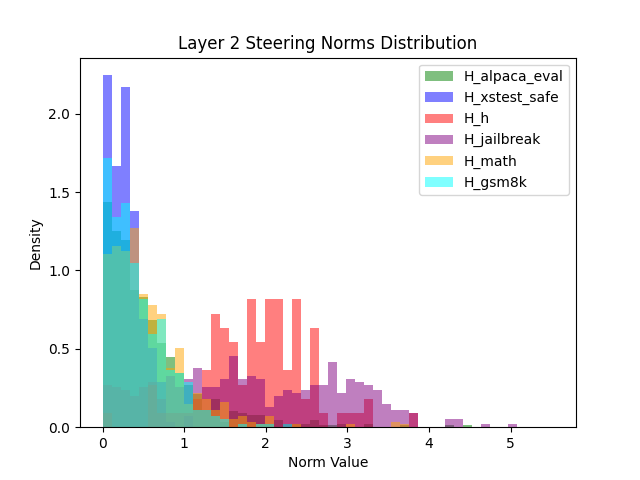 Layer 2 Steering Norms Distribution
H_alpaca_eval
H_xstest_safe
H_h
H_jailbreak
H_math
H_gsm8k
Density
2.0
1.5
1.0
0.5
0.0
0 1 2 3 4 5
Norm Value